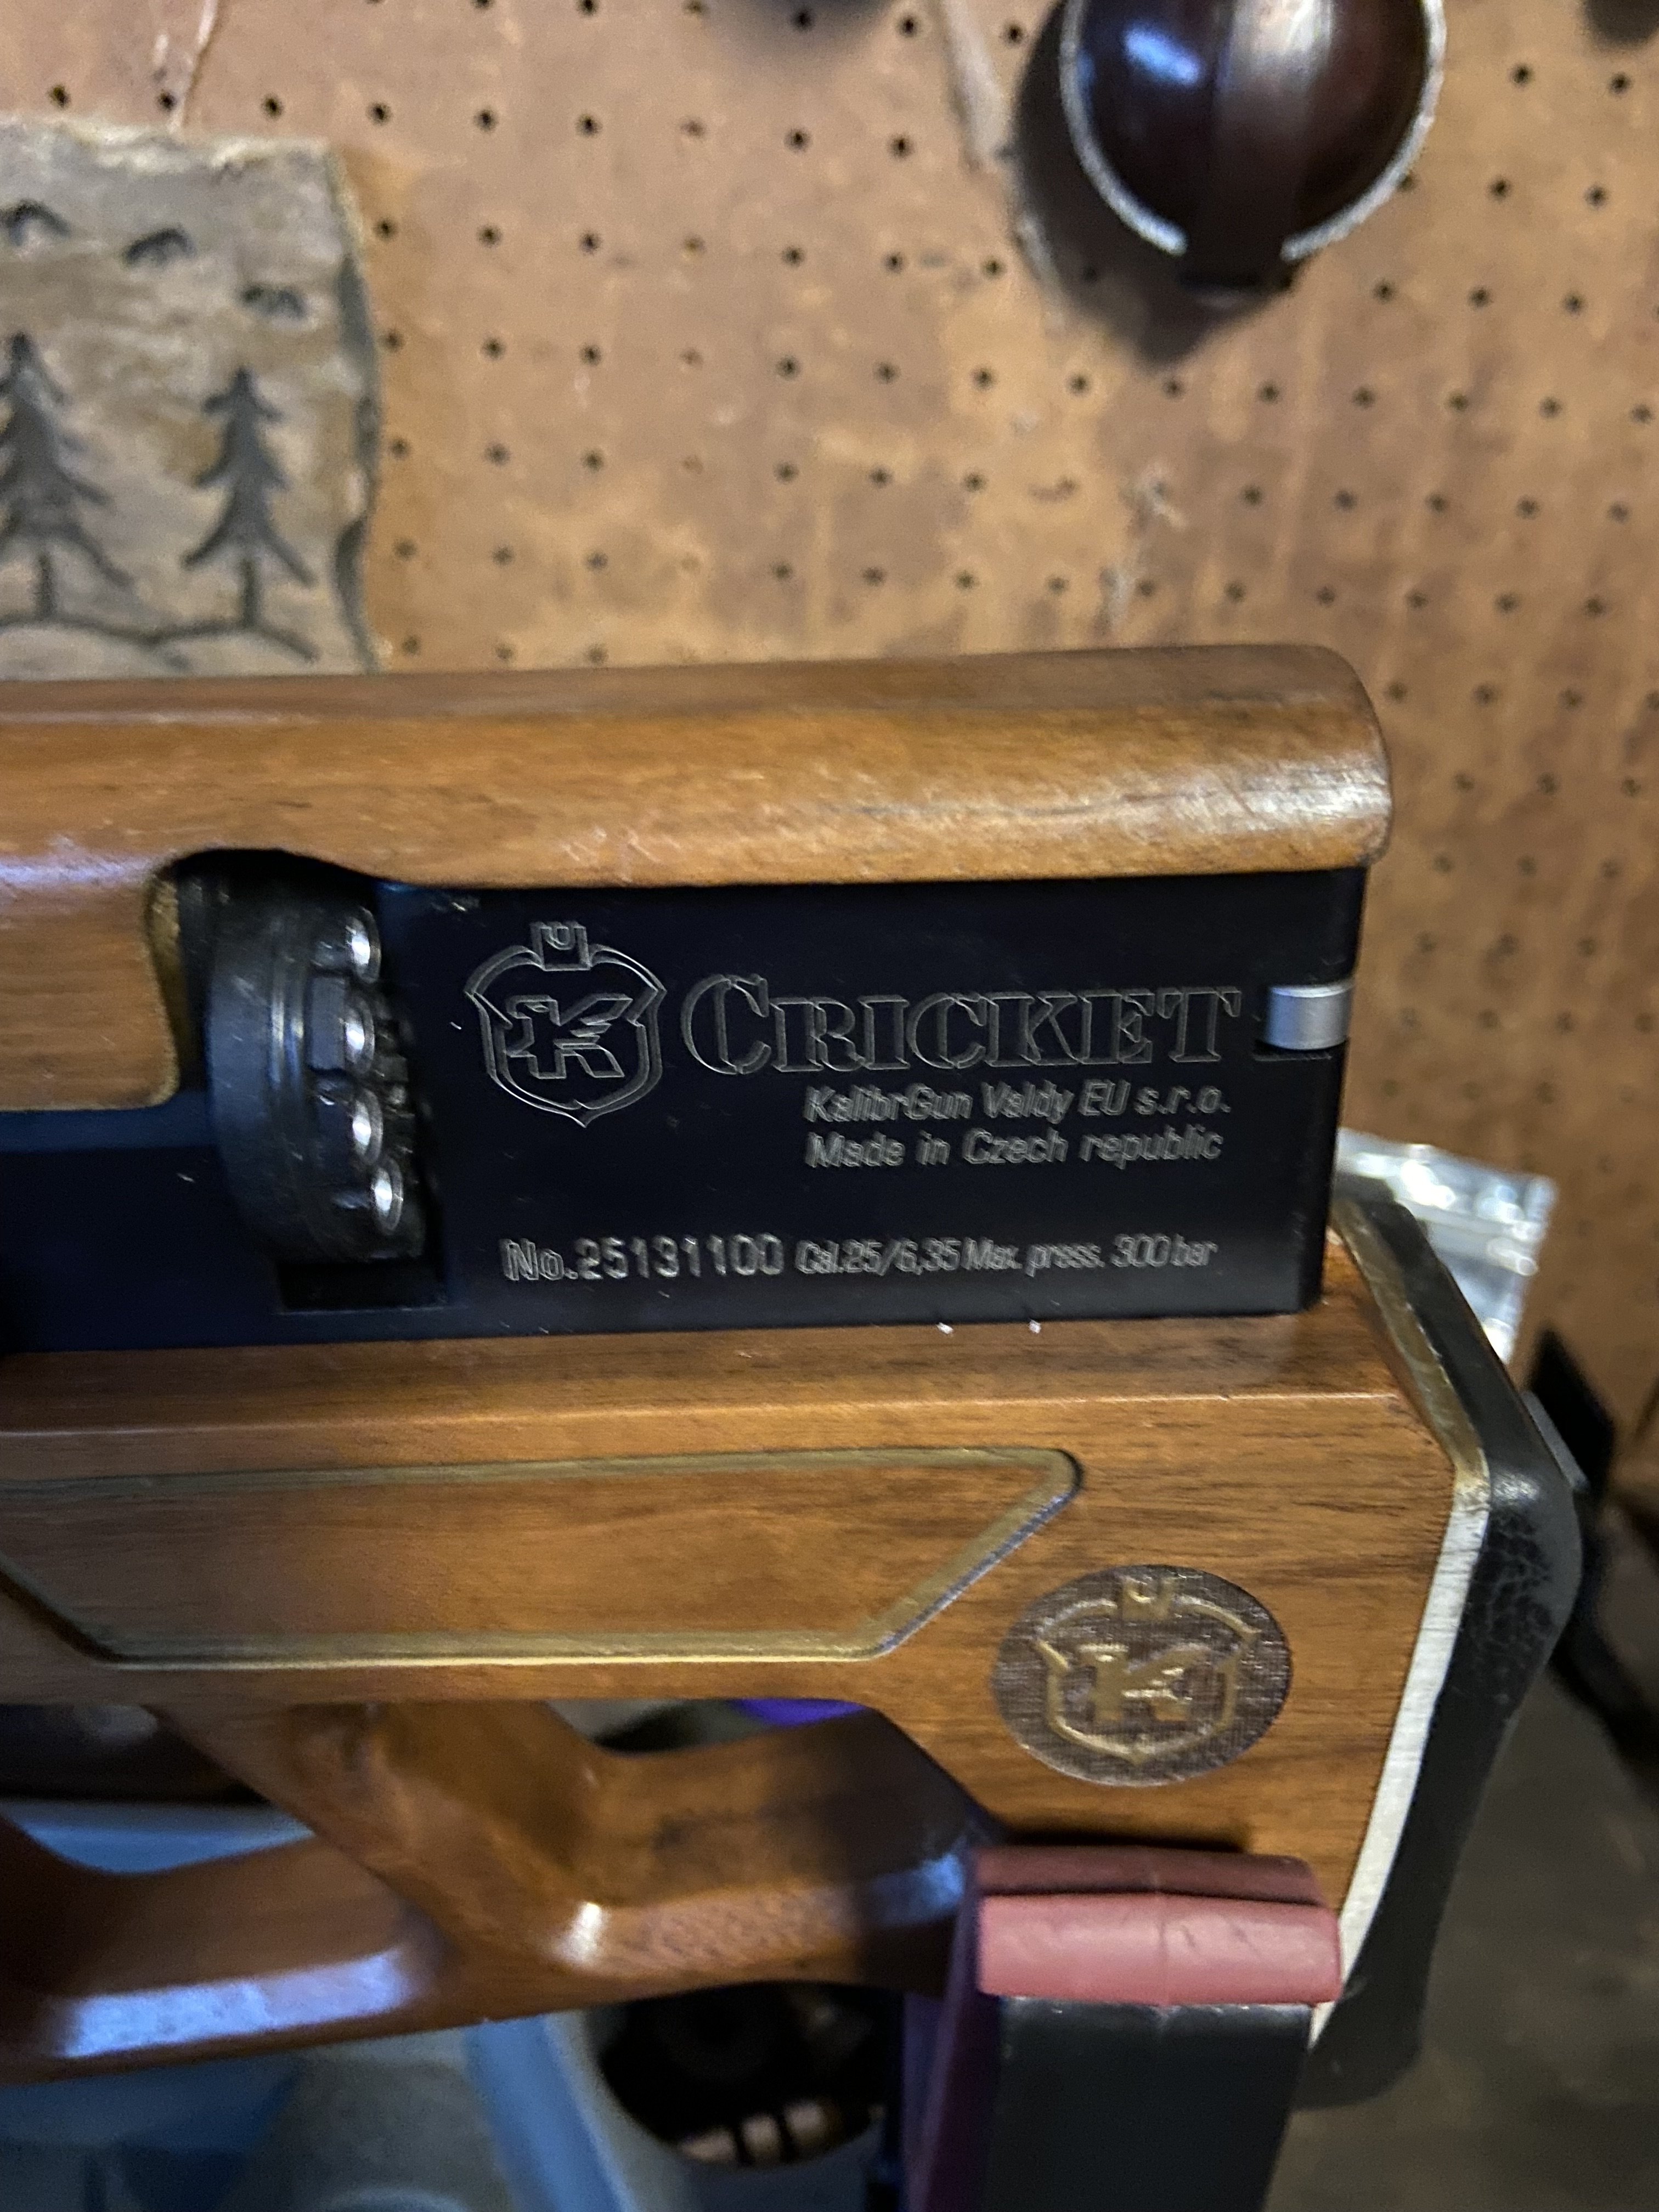 K
CRICKET
KalibrGun Valdy EU s.r.o.
Made in Czech republic
No.25131100 Cal.25/6,35 Max. press. 300 bar
K